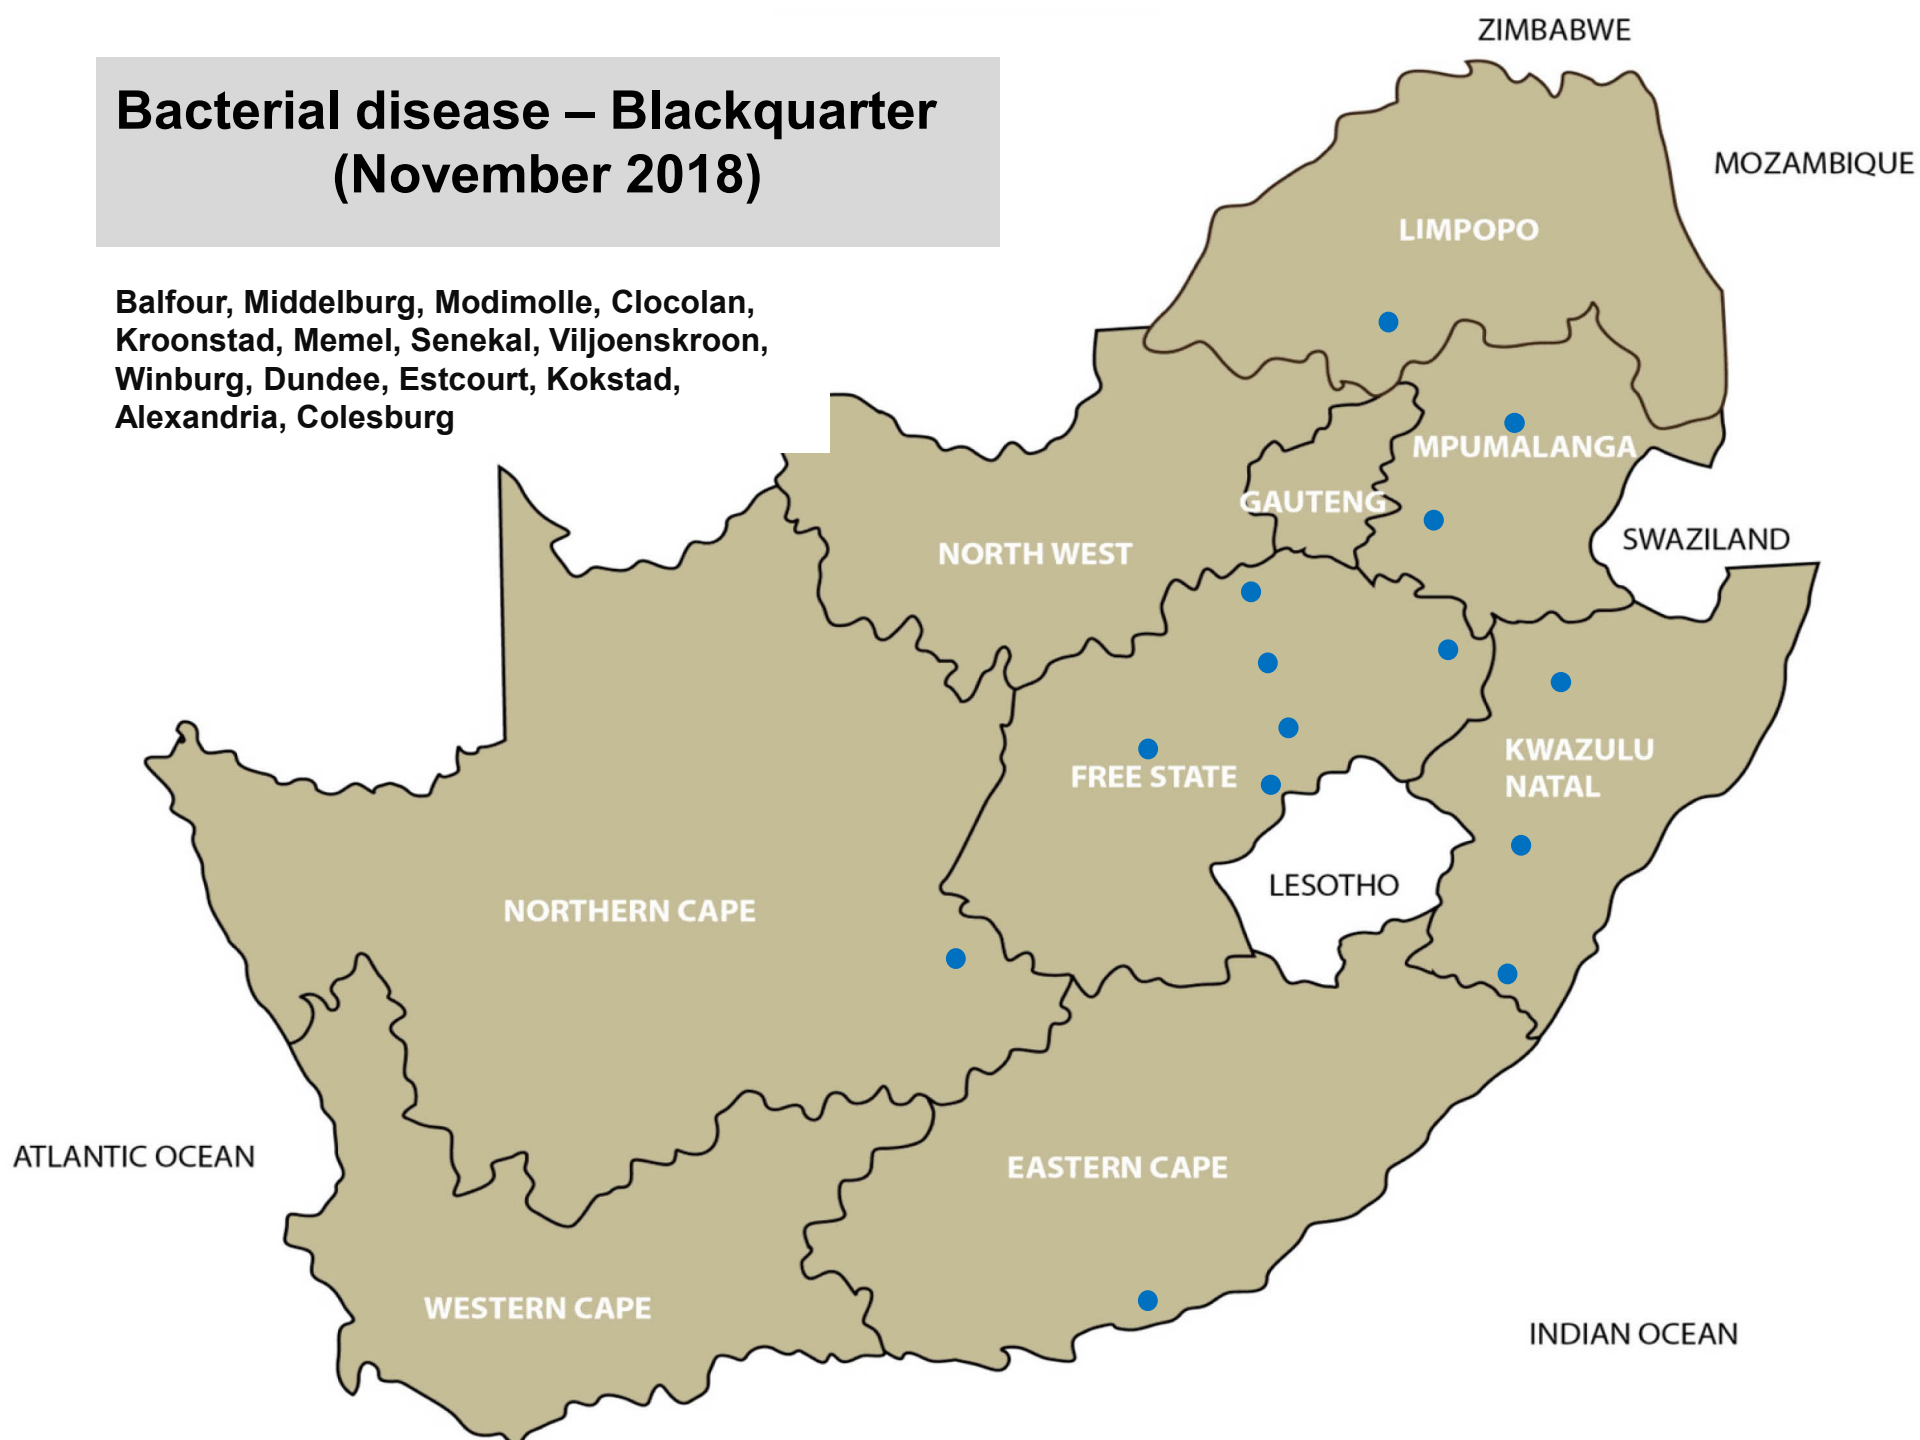 Bacterial disease – Blackquarter
(November 2018)
Balfour, Middelburg, Modimolle, Clocolan,
Kroonstad, Memel, Senekal, Viljoenskroon,
Winburg, Dundee, Estcourt, Kokstad,
Alexandria, Colesburg
ZIMBABWE
MOZAMBIQUE
LIMPOPO
MPUMALANGA
GAUTENG
NORTH WEST
SWAZILAND
KWAZULU
NATAL
FREE STATE
LESOTHO
NORTHERN CAPE
ATLANTIC OCEAN
EASTERN CAPE
WESTERN CAPE
INDIAN OCEAN